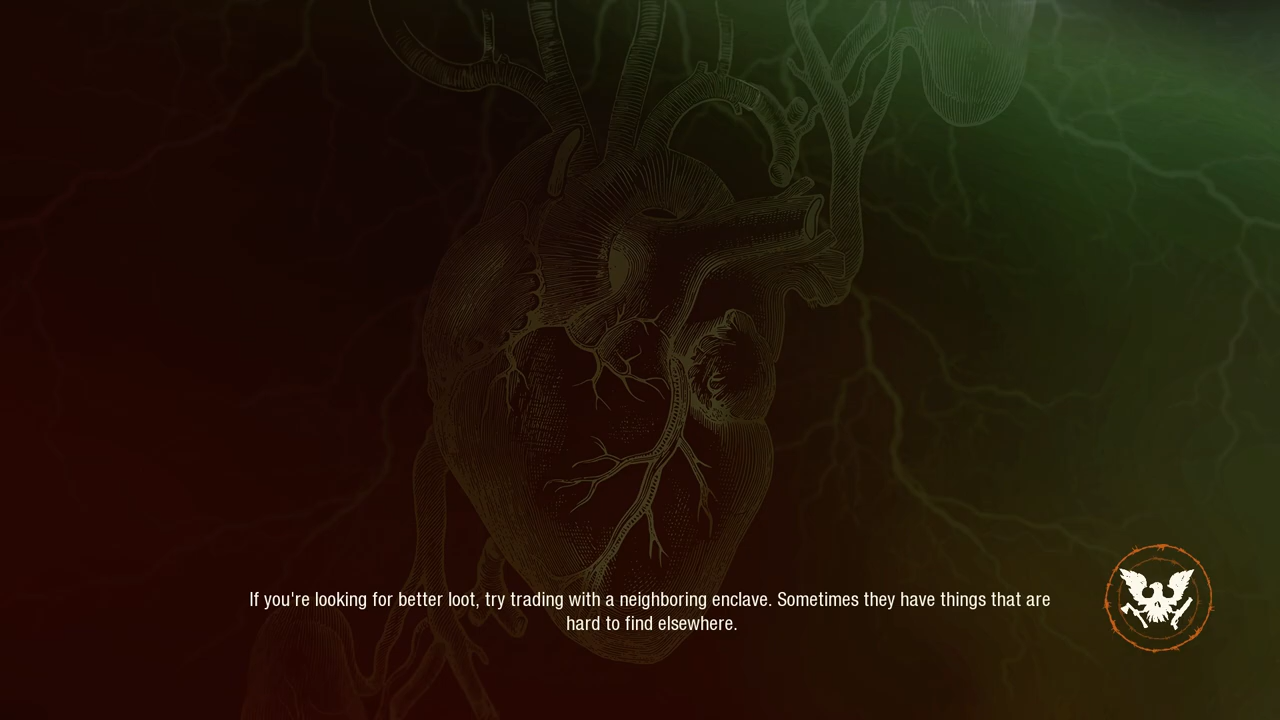 If you're looking for better loot, try trading with a neighboring enclave. Sometimes they have things that are
hard to find elsewhere.